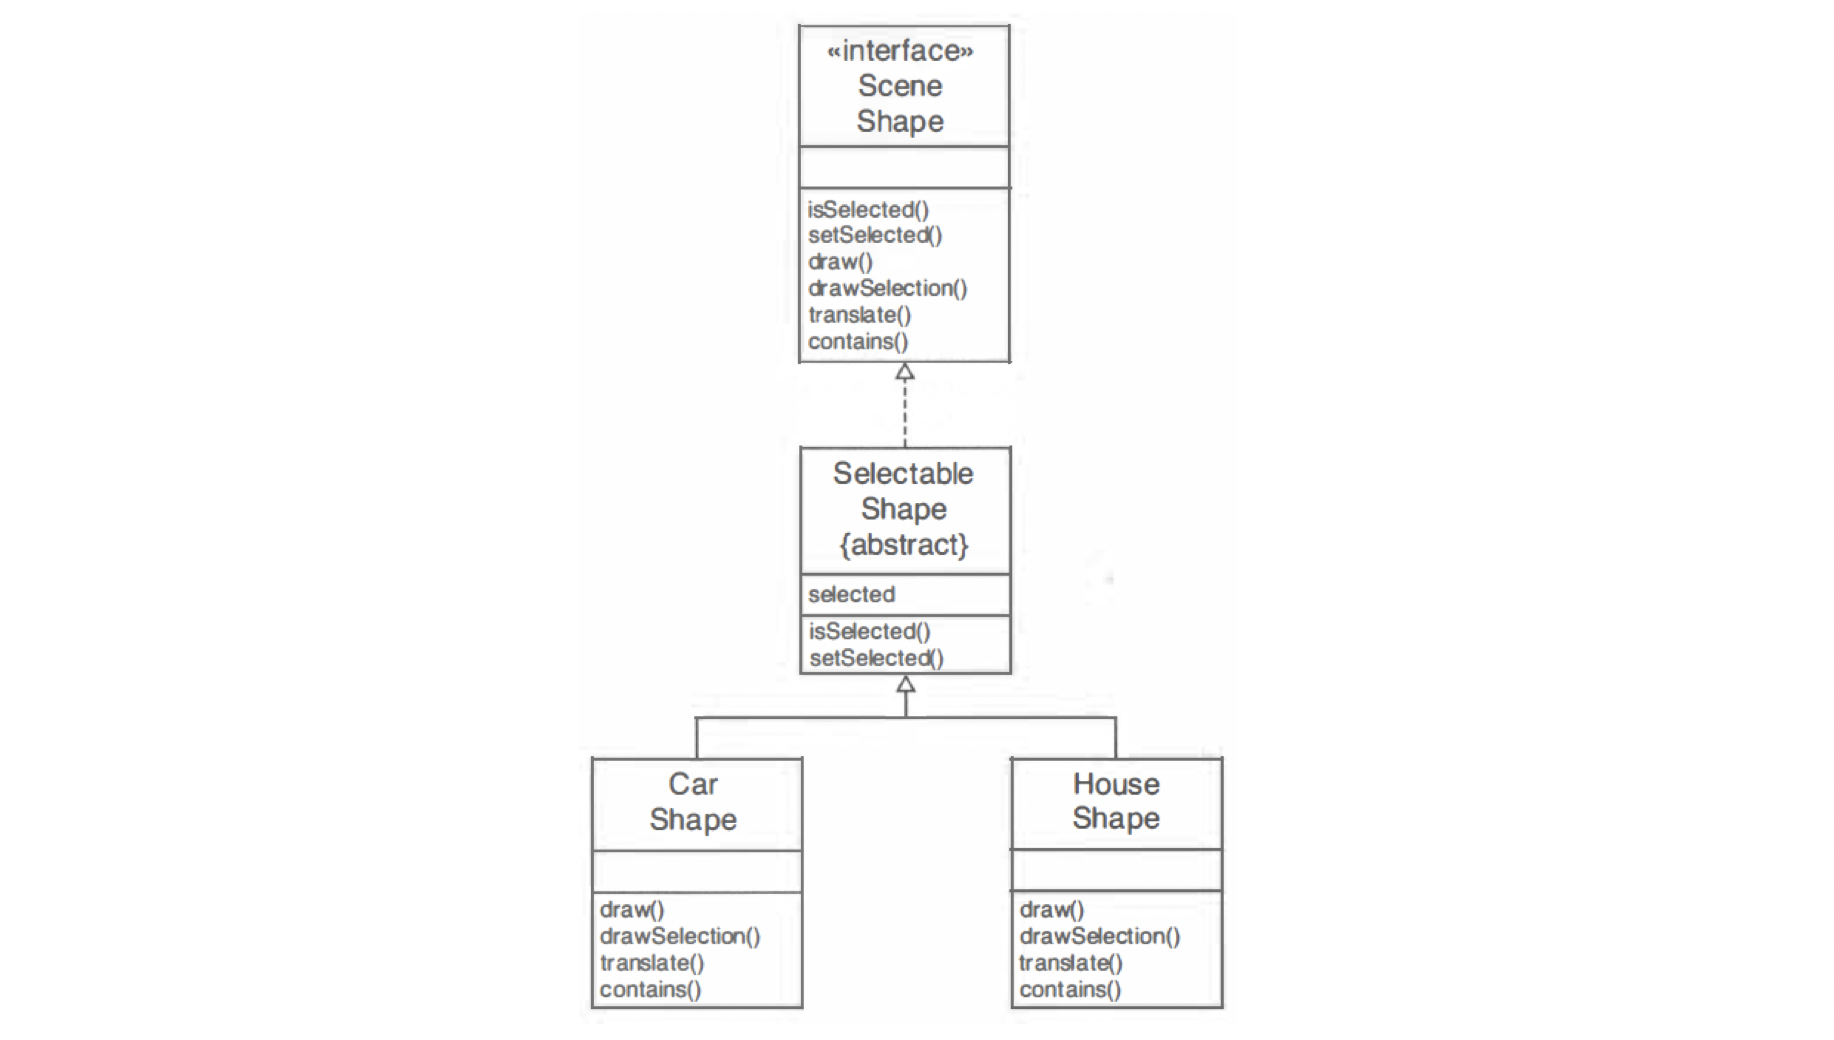 «interface»
Scene
Shape
isSelected()
setSelected()
draw()
drawSelection()
translate()
contains()
Selectable
Shape
{abstract}
selected
isSelected()
setSelected()
Car
Shape
draw()
drawSelection()
translate()
contains()
House
Shape
draw()
drawSelection()
translate()
contains()